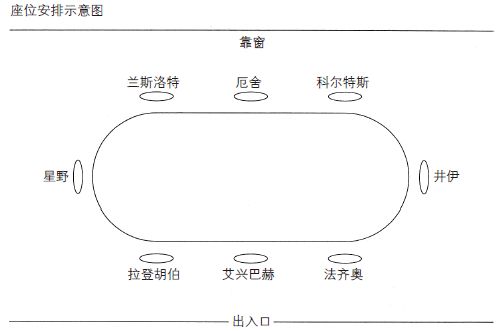 座位安排示意图
靠窗
兰斯洛特 厄舍 科尔特斯
星野 井伊
拉登胡伯 艾兴巴赫 法齐奥
出入口